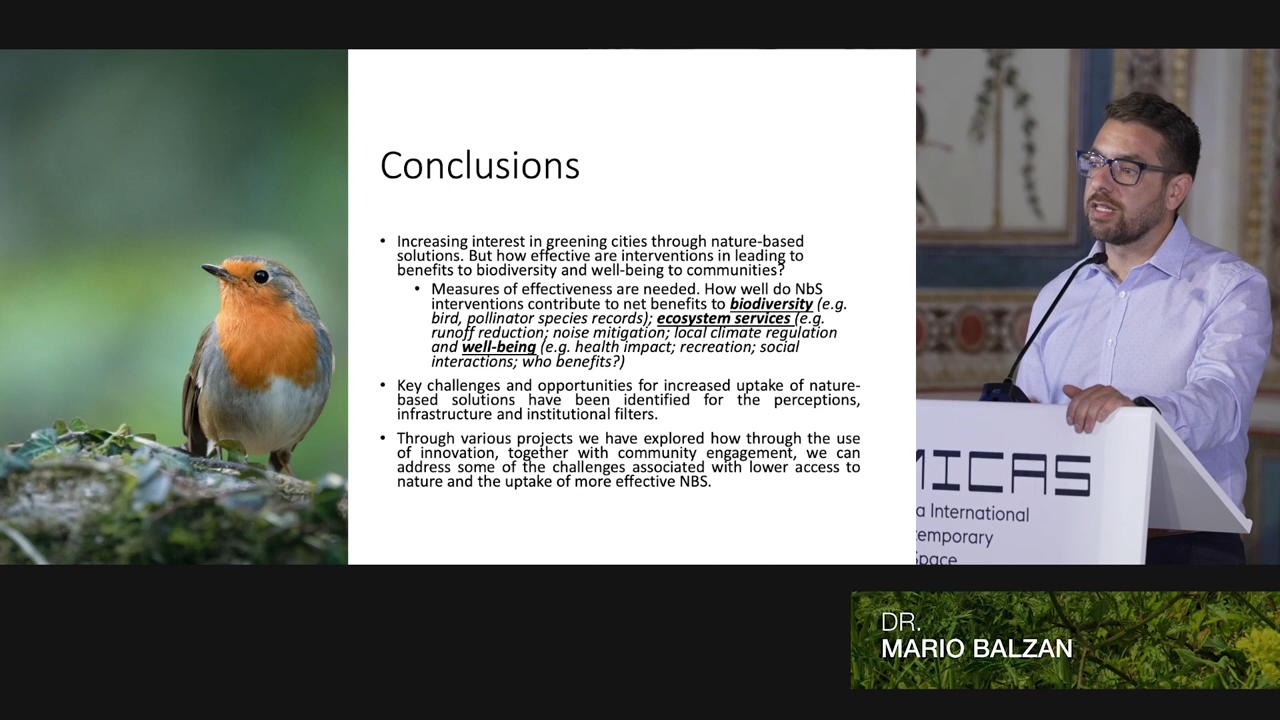 Conclusions
• Increasing interest in greening cities through nature-based
solutions. But how effective are interventions in leading to
benefits to biodiversity and well-being to communities?
• Measures of effectiveness are needed. How well do NbS
interventions contribute to net benefits to biodiversity (e.g.
bird, pollinator species records); ecosystem services (e.g.
runoff reduction; noise mitigation; local climate regulation
and well-being (e.g. health impact; recreation; social
interactions; who benefits?)
• Key challenges and opportunities for increased uptake of nature-
based solutions have been identified for the perceptions,
infrastructure and institutional filters.
• Through various projects we have explored how through the use
of innovation, together with community engagement, we can
address some of the challenges associated with lower access to
nature and the uptake of more effective NBS.
MICAS
a International
temporary
Space
DR.
MARIO BALZAN